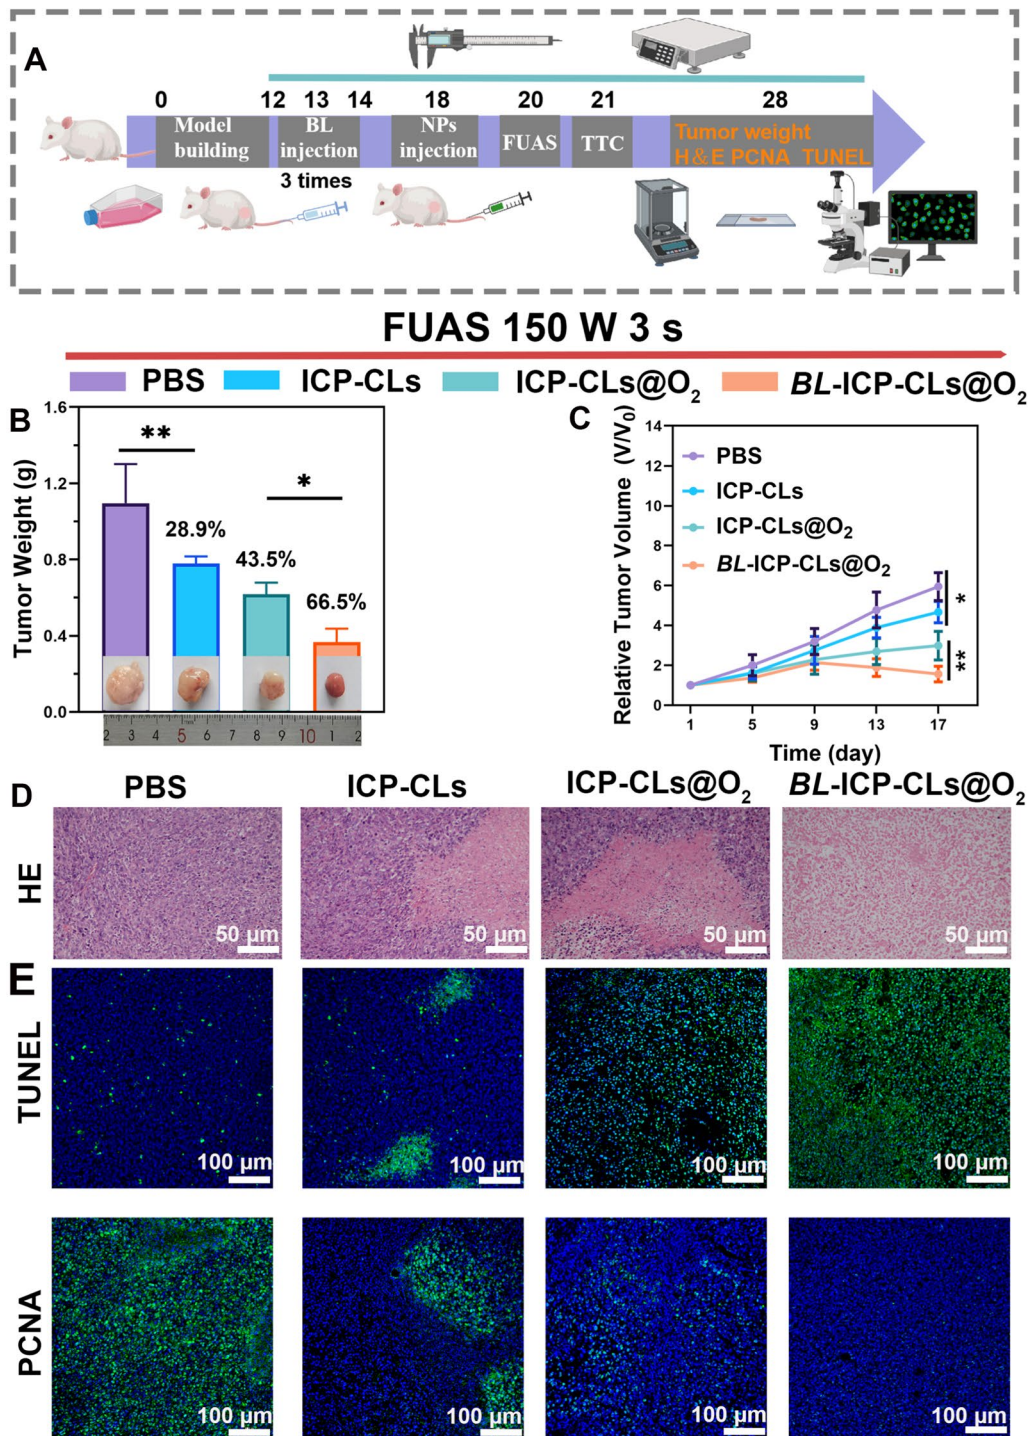 A
0 12 13 14 18 20 21 28
Model building
BL injection
NPs injection
FUAS
TTC
Tumor weight
H&E PCNA TUNEL
3 times
FUAS 150 W 3 s
PBS ICP-CLs ICP-CLs@O2 BL-ICP-CLs@O2
B
Tumor Weight (g)
1.6
1.2
0.8
0.4
0.0
**
*
28.9%
43.5%
66.5%
2 3 4 5 6 7 8 9 10 1 2
C
Relative Tumor Volume (V/V0)
14
12
10
8
6
4
2
0
PBS
ICP-CLs
ICP-CLs@O2
BL-ICP-CLs@O2
*
**
1 5 9 13 17
Time (day)
D
PBS ICP-CLs ICP-CLs@O2 BL-ICP-CLs@O2
HE
50 µm 50 µm 50 µm 50 µm
E
TUNEL
100 µm 100 µm 100 µm 100 µm
PCNA
100 µm 100 µm 100 µm 100 µm